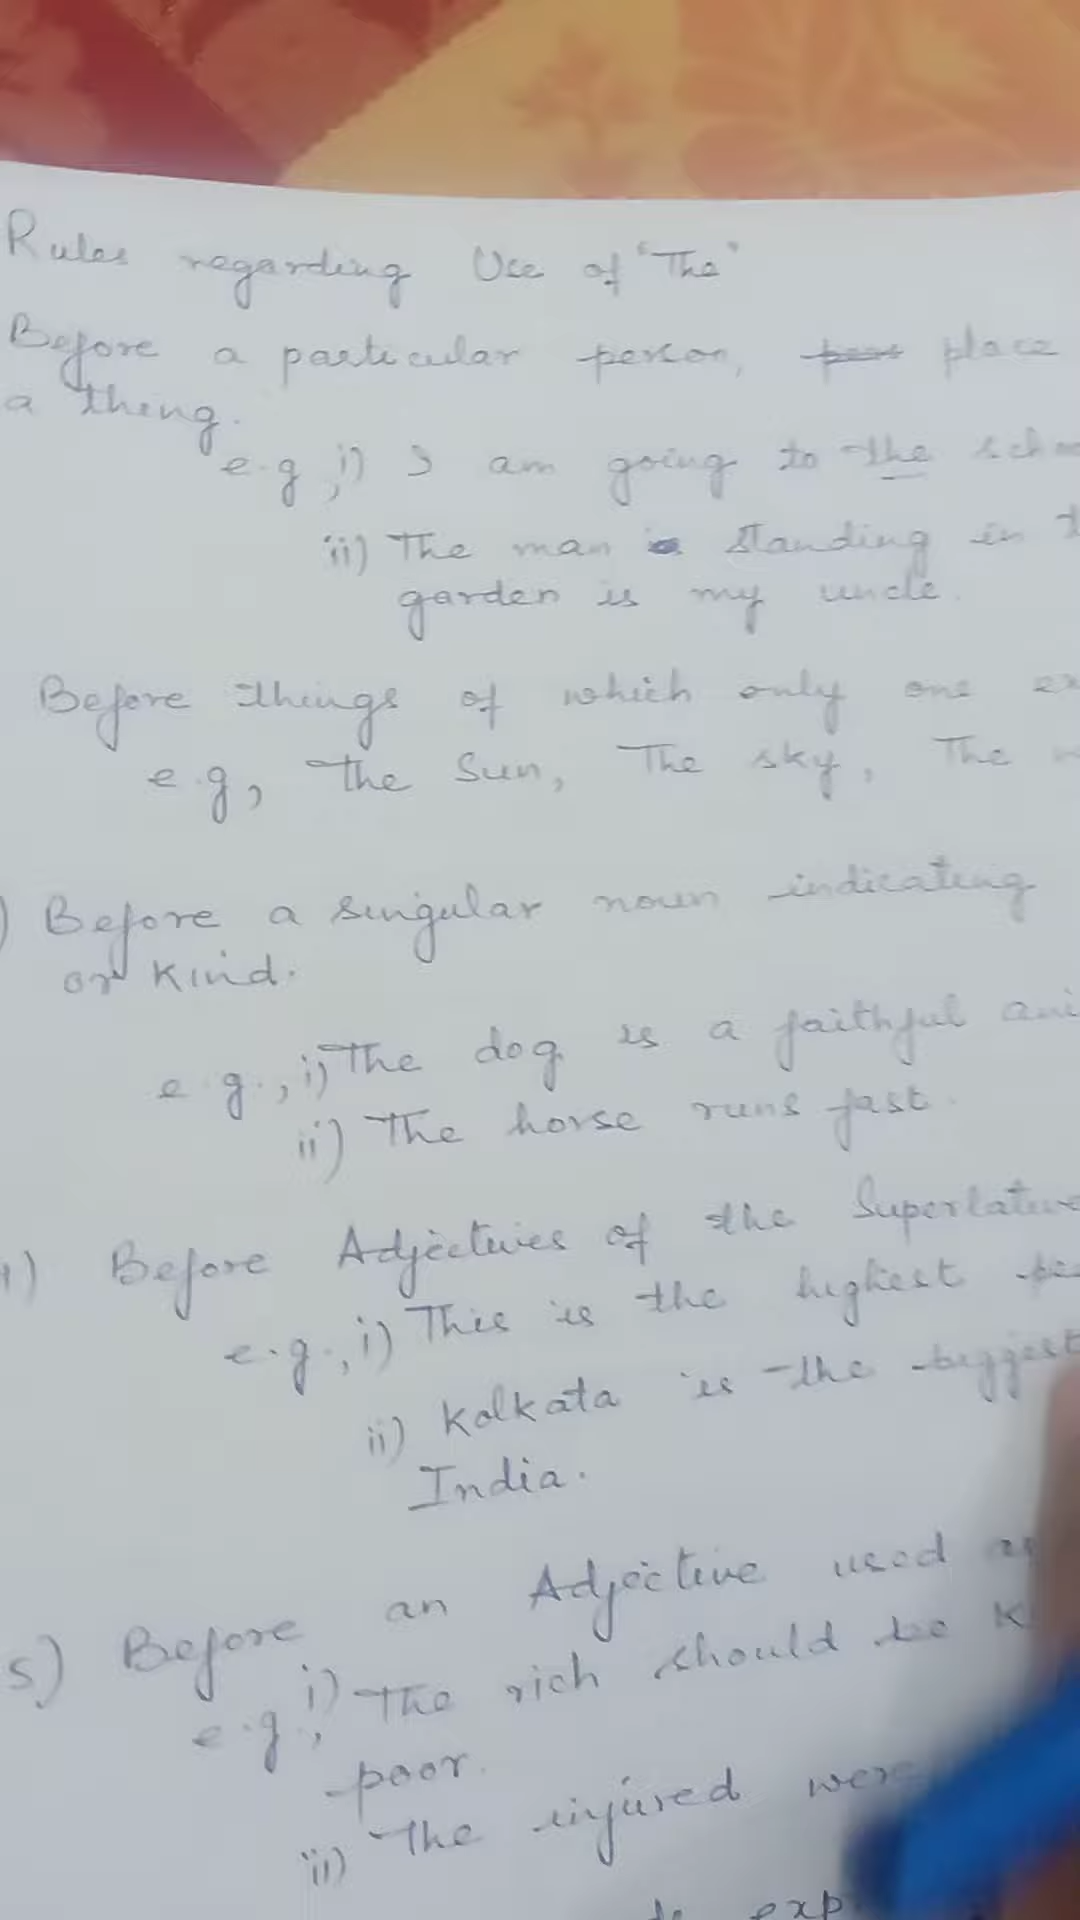 Rules regarding Use of "The"
Before a particular person, place
a thing.
e.g, i) I am going to the
ii) The man standing in
garden is my uncle.
Before things of which only one
e.g, the Sun, The sky, The
) Before a singular noun indicating
or kind.
e.g., i) The dog is a faithful
ii) The horse runs fast.
) Before Adjectives of the Superlative
e.g., i) This is the highest
ii) Kolkata is the biggest
India.
5) Before an Adjective used
e.g., i) The rich should be
poor.
ii) The injured were